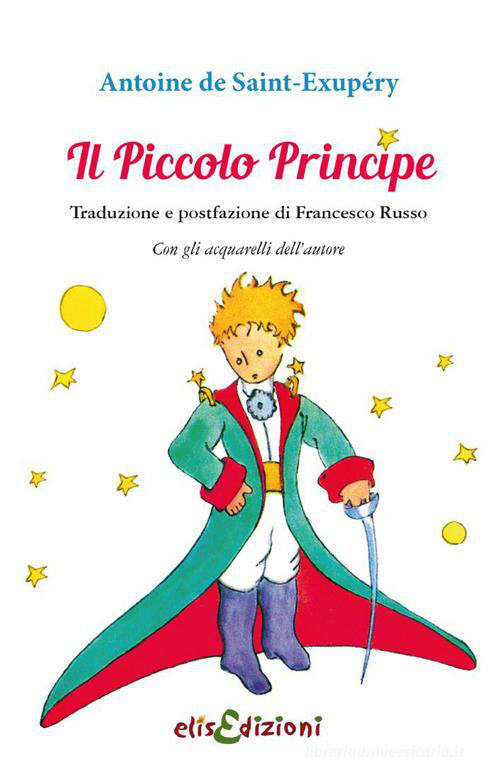 Antoine de Saint-Exupéry
Il Piccolo Principe
Traduzione e postfazione di Francesco Russo
Con gli acquarelli dell'autore
elisEdizioni
libreriauniversitaria.it